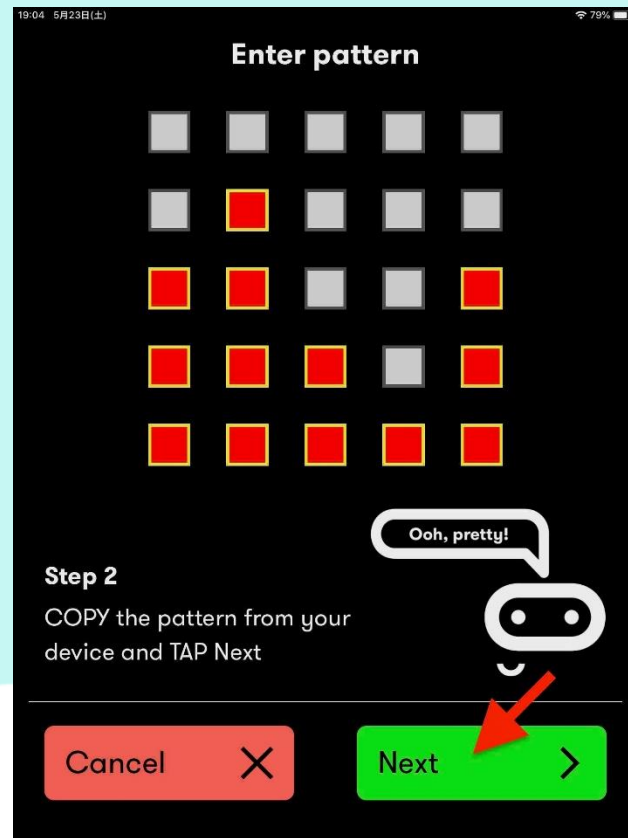 19:04 5月23日(土) 79%
Enter pattern
Ooh, pretty!
Step 2
COPY the pattern from your
device and TAP Next
Cancel
Next